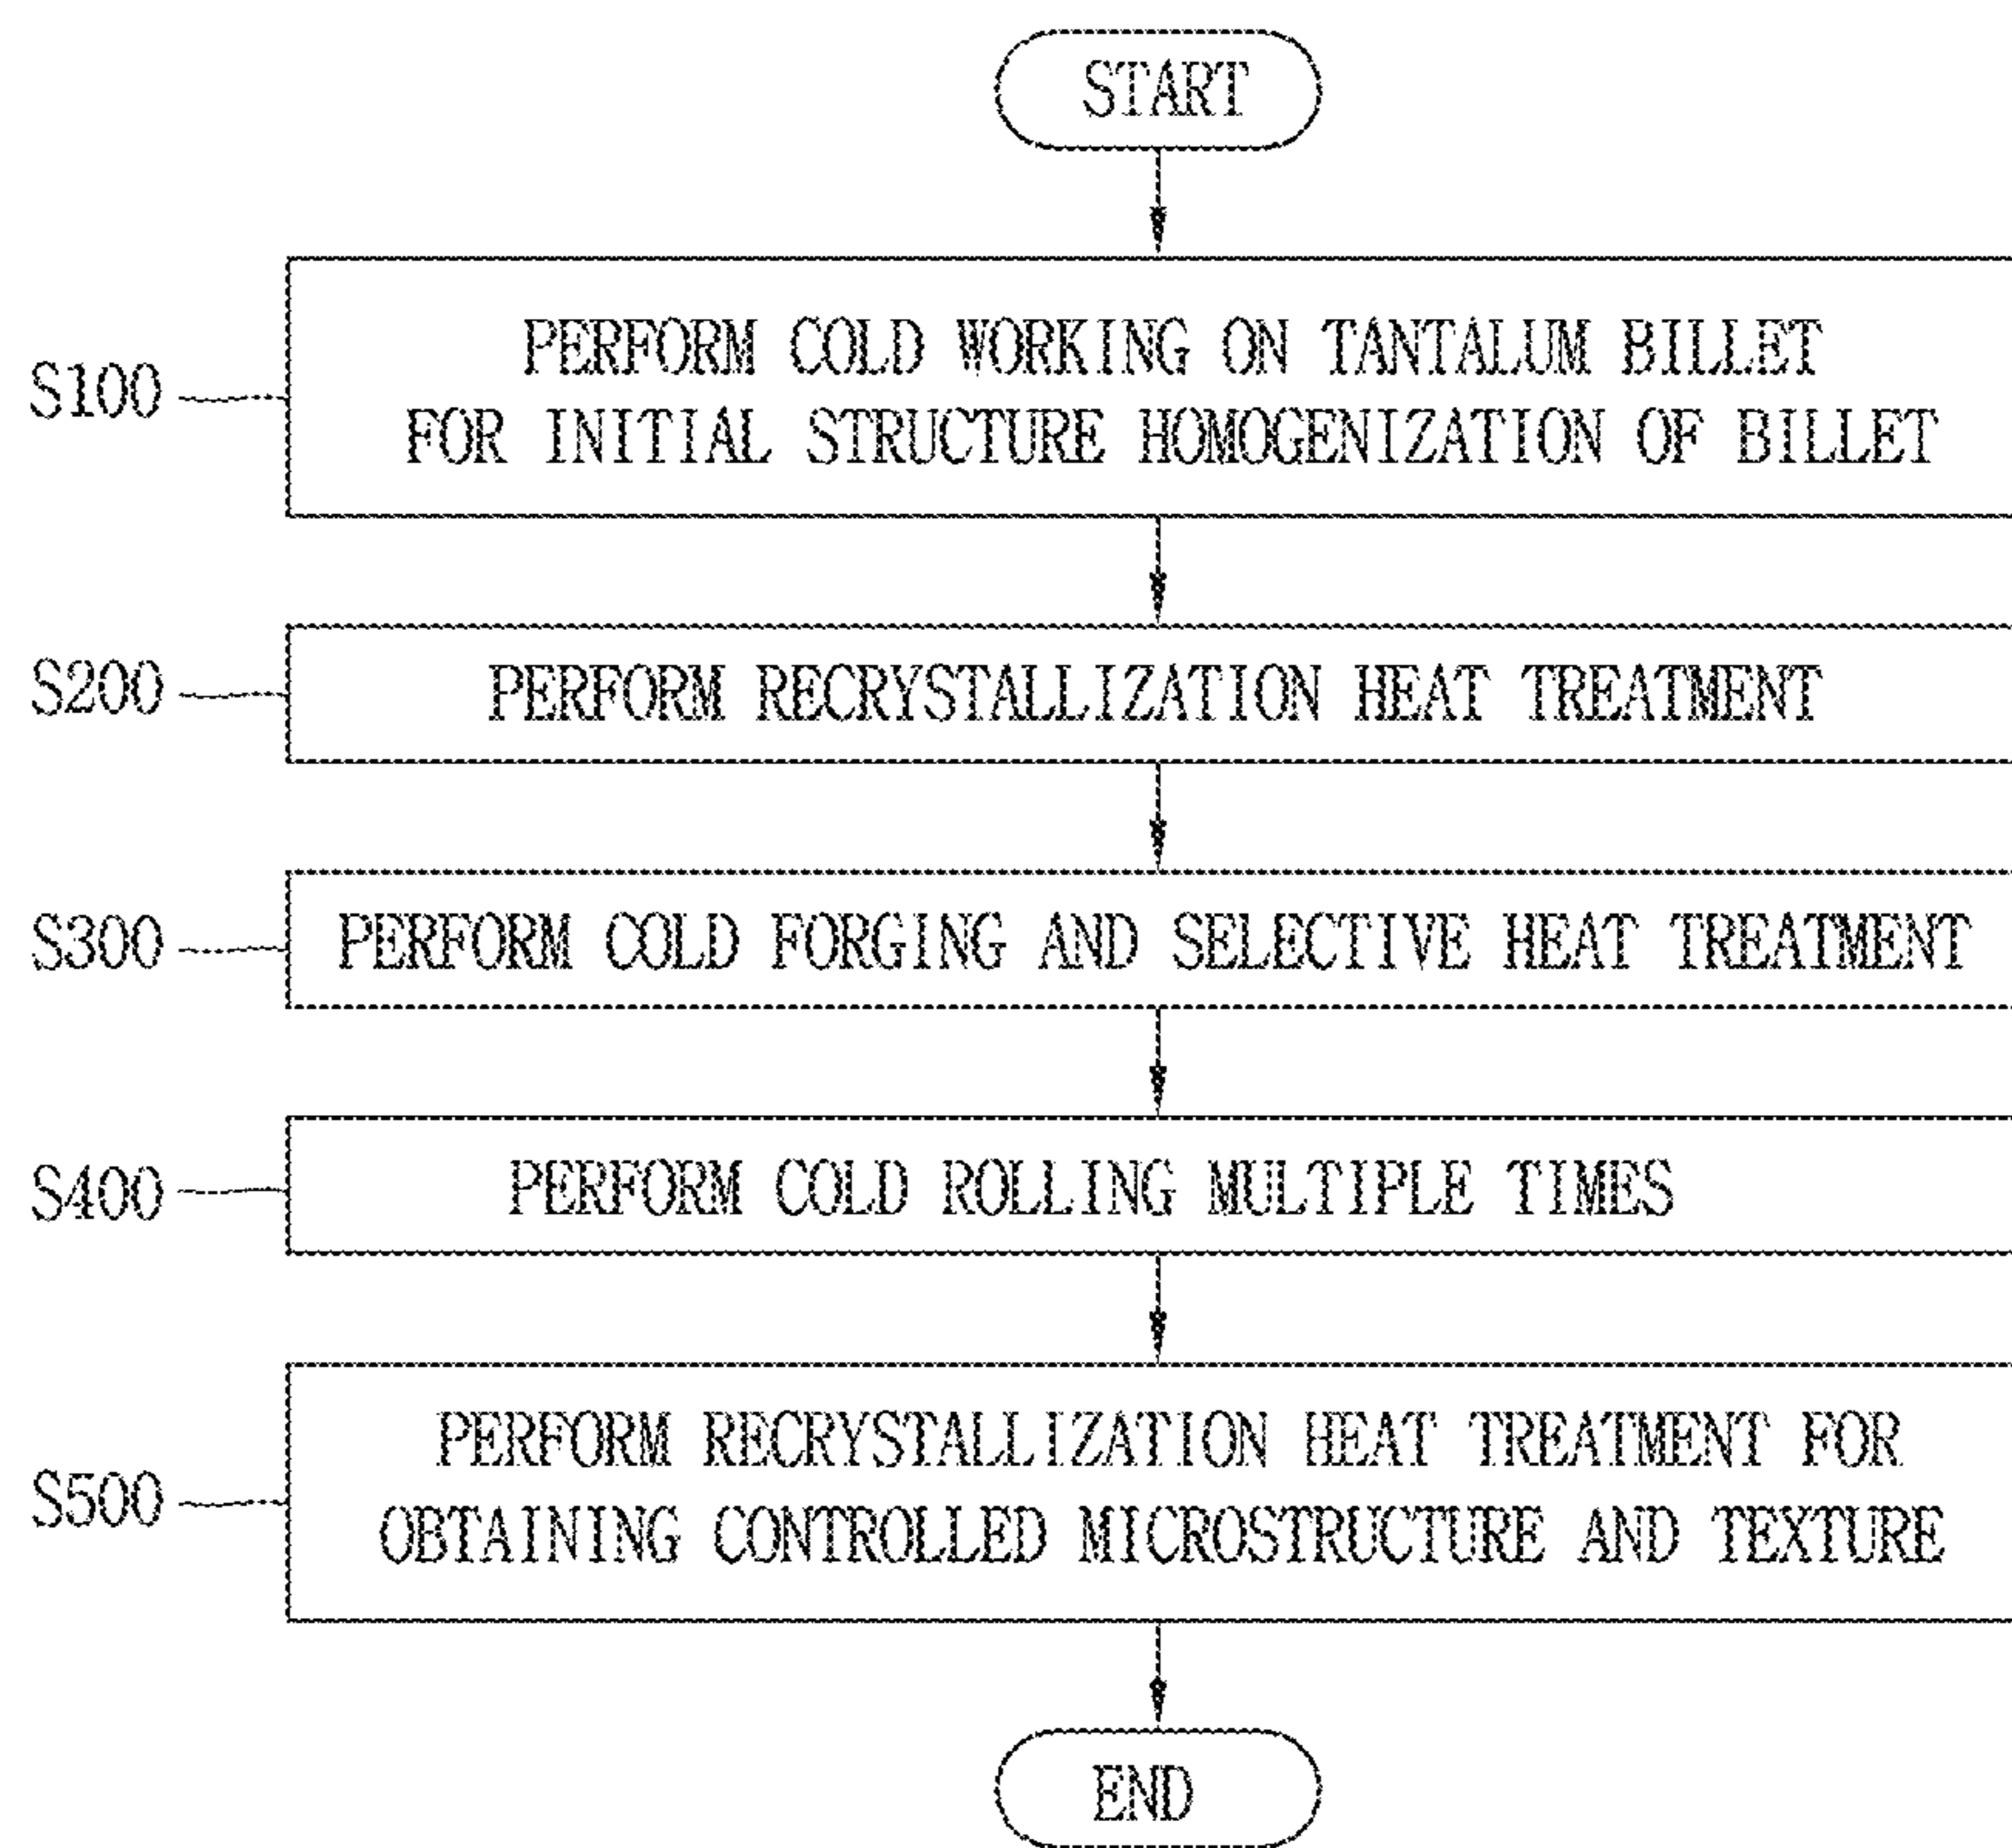 START
S100
PERFORM COLD WORKING ON TANTALUM BILLET
FOR INITIAL STRUCTURE HOMOGENIZATION OF BILLET
S200
PERFORM RECRYSTALLIZATION HEAT TREATMENT
S300
PERFORM COLD FORGING AND SELECTIVE HEAT TREATMENT
S400
PERFORM COLD ROLLING MULTIPLE TIMES
S500
PERFORM RECRYSTALLIZATION HEAT TREATMENT FOR
OBTAINING CONTROLLED MICROSTRUCTURE AND TEXTURE
END